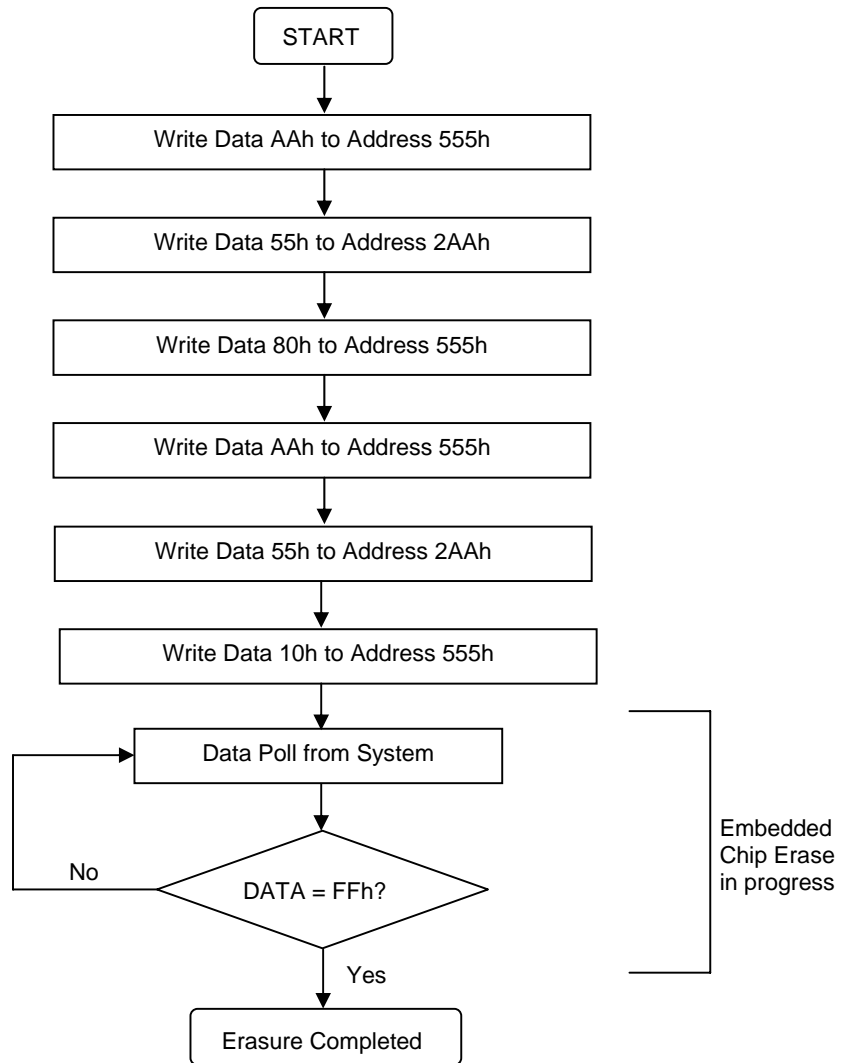 START
Write Data AAh to Address 555h
Write Data 55h to Address 2AAh
Write Data 80h to Address 555h
Write Data AAh to Address 555h
Write Data 55h to Address 2AAh
Write Data 10h to Address 555h
Data Poll from System
Embedded
Chip Erase
in progress
No
DATA = FFh?
Yes
Erasure Completed